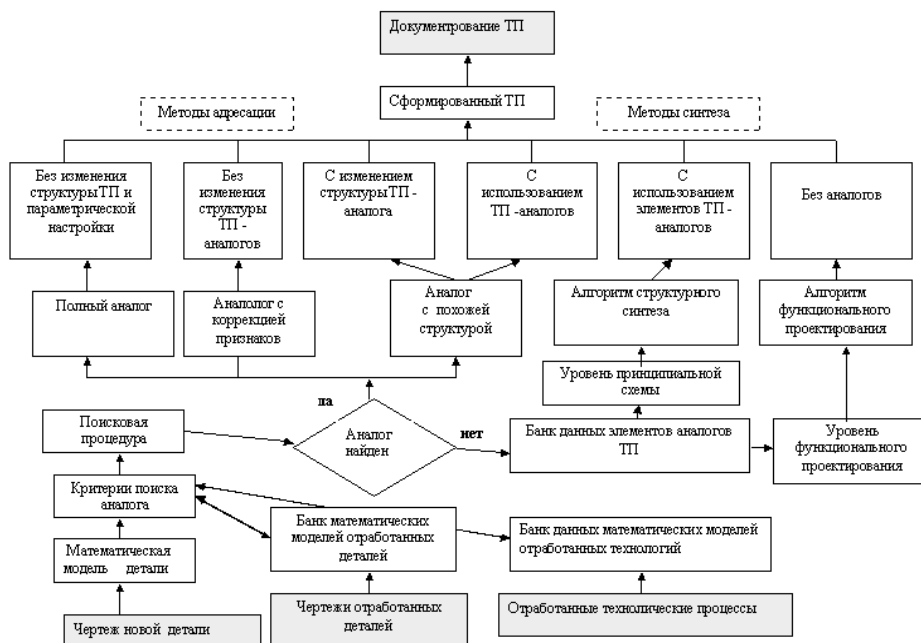 Документрование ТП
Сформированный ТП
Методы адресации
Методы синтеза
Без изменения
структуры ТП и
параметрической
настройки
Без
изменения
структуры
ТП -
аналогов
С изменением
структуры ТП -
аналога
С
использованием
ТП -аналогов
С
использованием
элементов ТП -
аналогов
Без аналогов
Полный аналог
Аналолог с
коррекцией
признаков
Аналог
с похожей
структурой
Алгоритм структурного
синтеза
Алгоритм
функционального
проектирования
Уровень принципиальной
схемы
да
Поисковая
процедура
Аналог
найден
нет
Банк данных элементов аналогов
ТП
Уровень
функционального
проектирования
Критерии поиска
аналога
Банк математических
моделей отработанных
деталей
Банк данных математических моделей
отработанных технологий
Математическая
модель детали
Чертеж новой детали
Чертежи отработанных
деталей
Отработанные технолические процессы